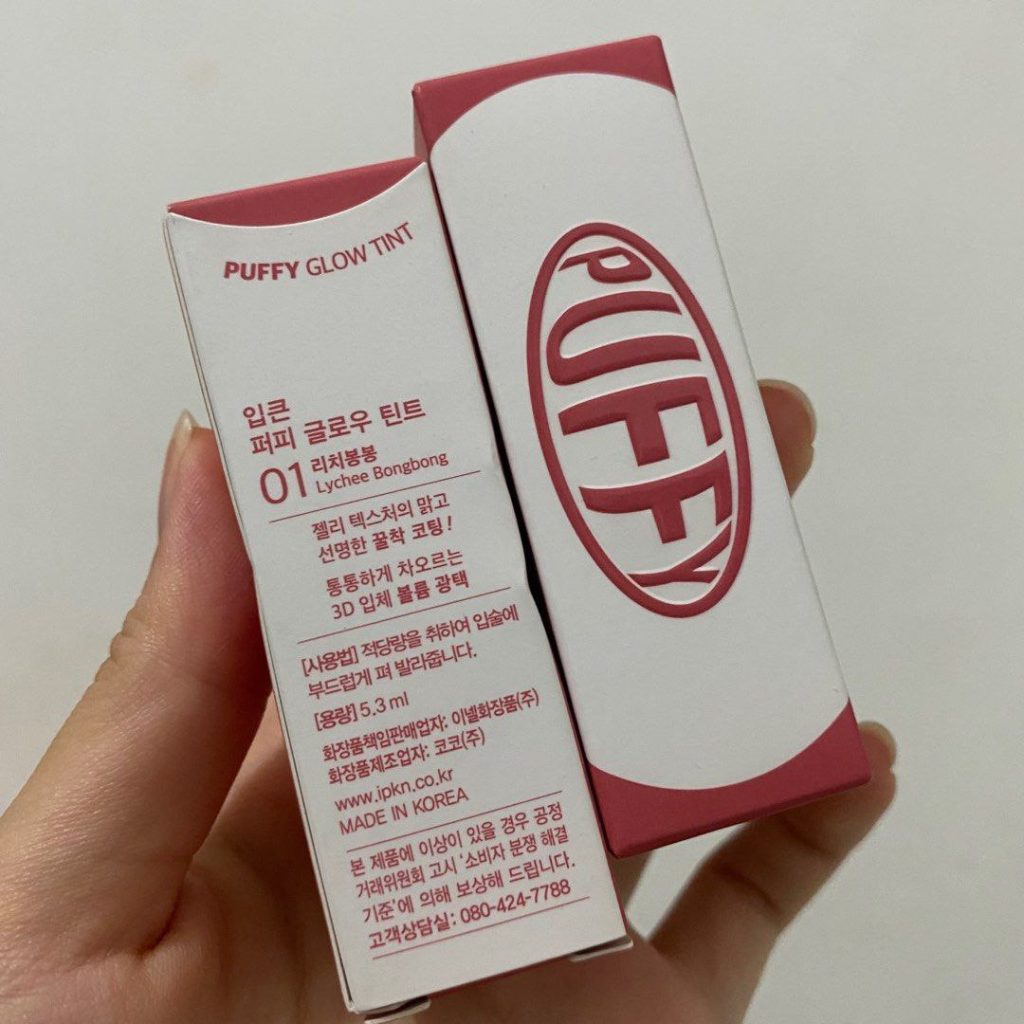 PUFFY GLOW TINT
입큰
퍼피 글로우 틴트
01 리치봉봉
Lychee Bongbong
젤리 텍스처의 맑고
선명한 꿀착 코팅!
통통하게 차오르는
3D 입체 볼륨 광택
[사용법] 적당량을 취하여 입술에
부드럽게 펴 발라줍니다.
[용량] 5.3 ml
화장품책임판매업자: 이넬화장품(주)
화장품제조업자: 코코(주)
www.ipkn.co.kr
MADE IN KOREA
본 제품에 이상이 있을 경우 공정
거래위원회 고시 '소비자 분쟁 해결
기준'에 의해 보상해 드립니다.
고객상담실: 080-424-7788
PUFFY